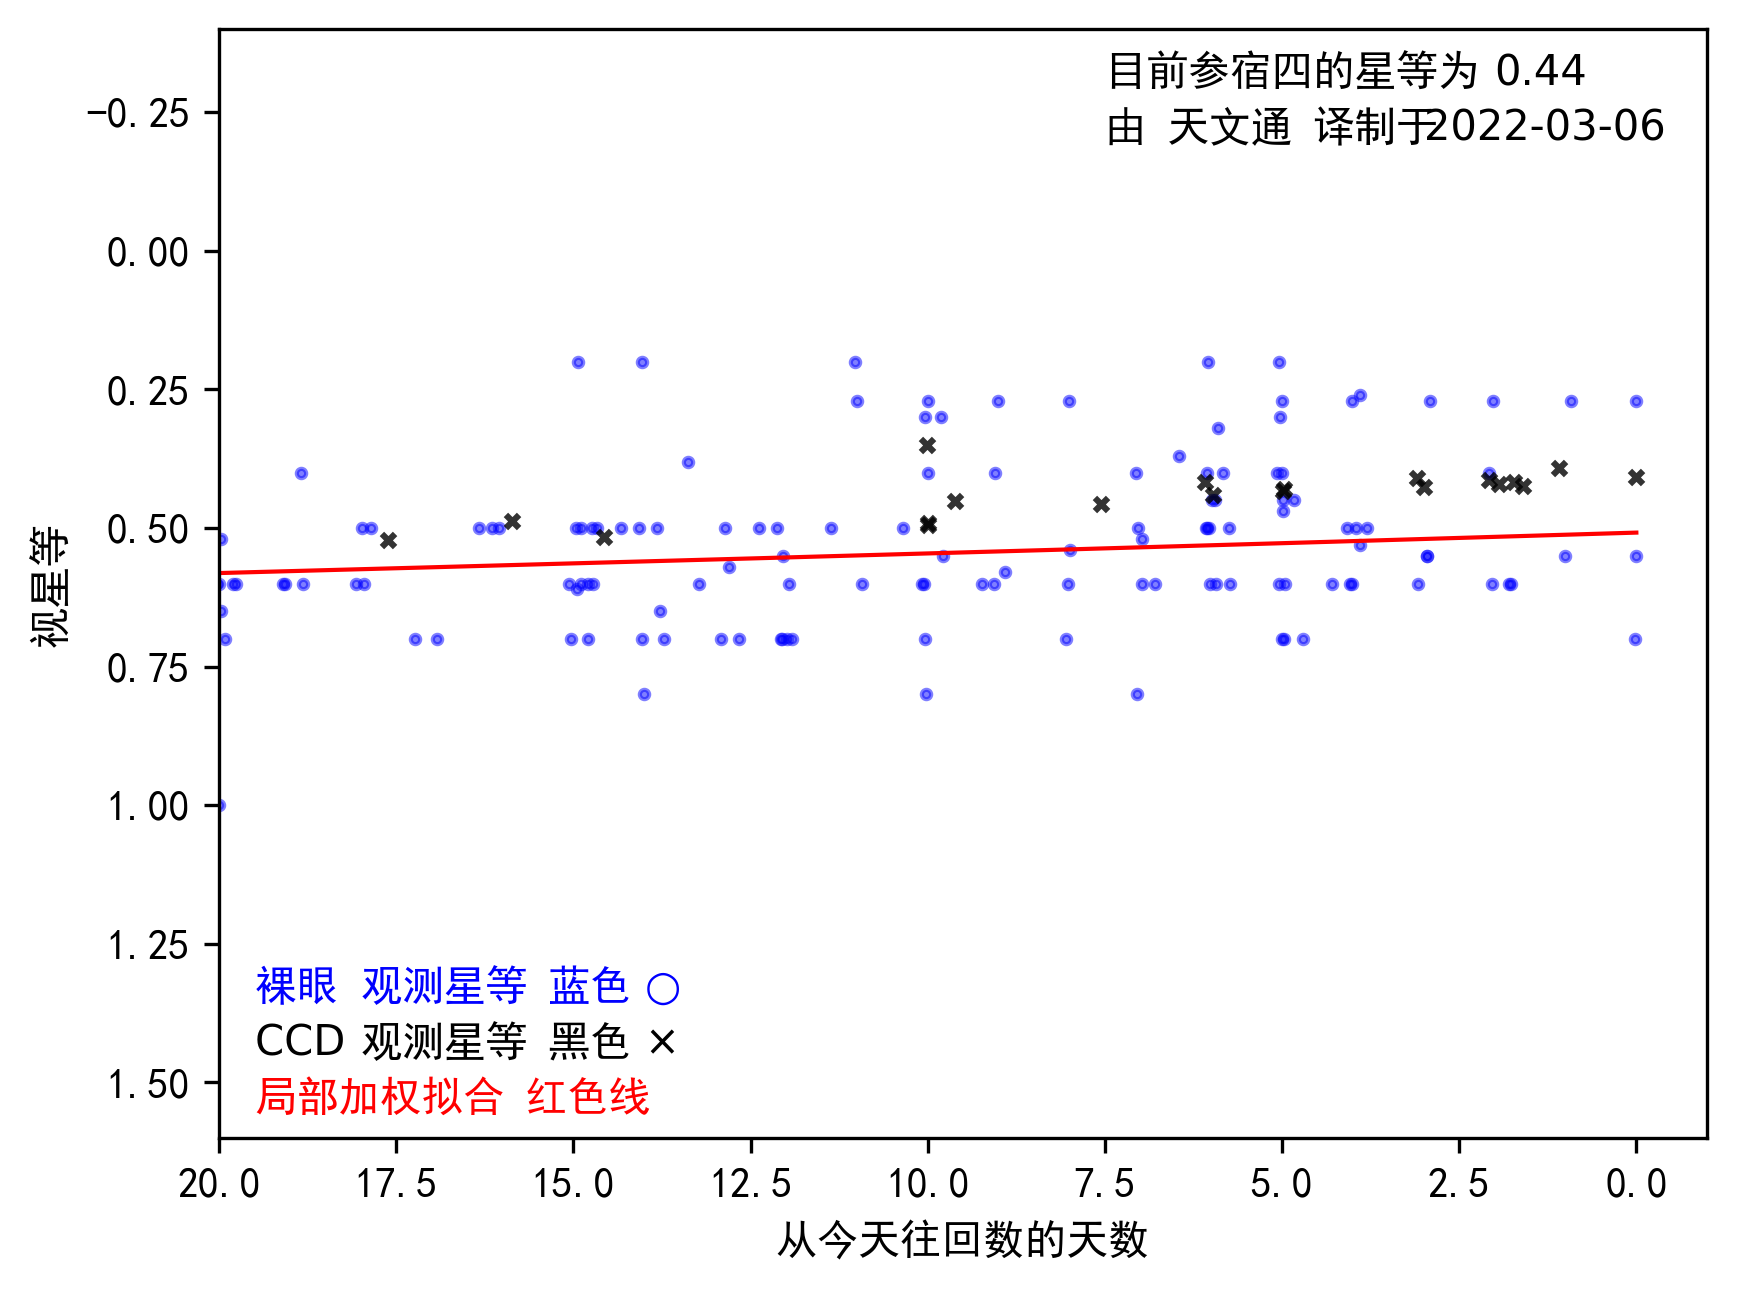 目前参宿四的星等为 0.44
由 天文通 译制于2022-03-06
−0.25
0.00
0.25
0.50
0.75
1.00
1.25
1.50
视星等
裸眼 观测星等 蓝色 ○
CCD 观测星等 黑色 ×
局部加权拟合 红色线
20.0 17.5 15.0 12.5 10.0 7.5 5.0 2.5 0.0
从今天往回数的天数